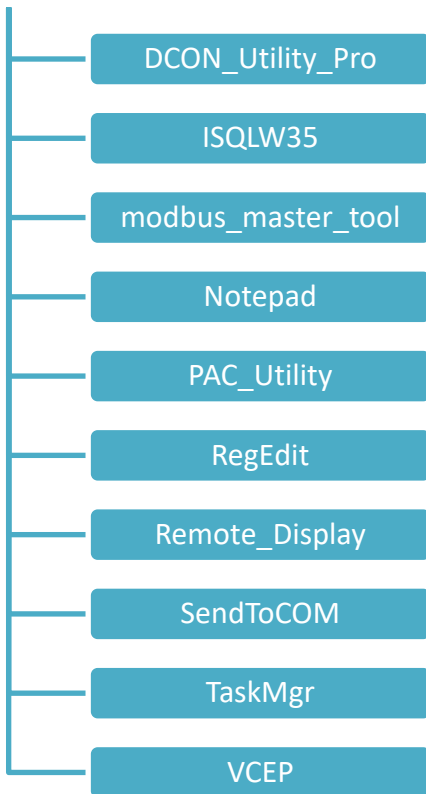 DCON_Utility_Pro
ISQLW35
modbus_master_tool
Notepad
PAC_Utility
RegEdit
Remote_Display
SendToCOM
TaskMgr
VCEP